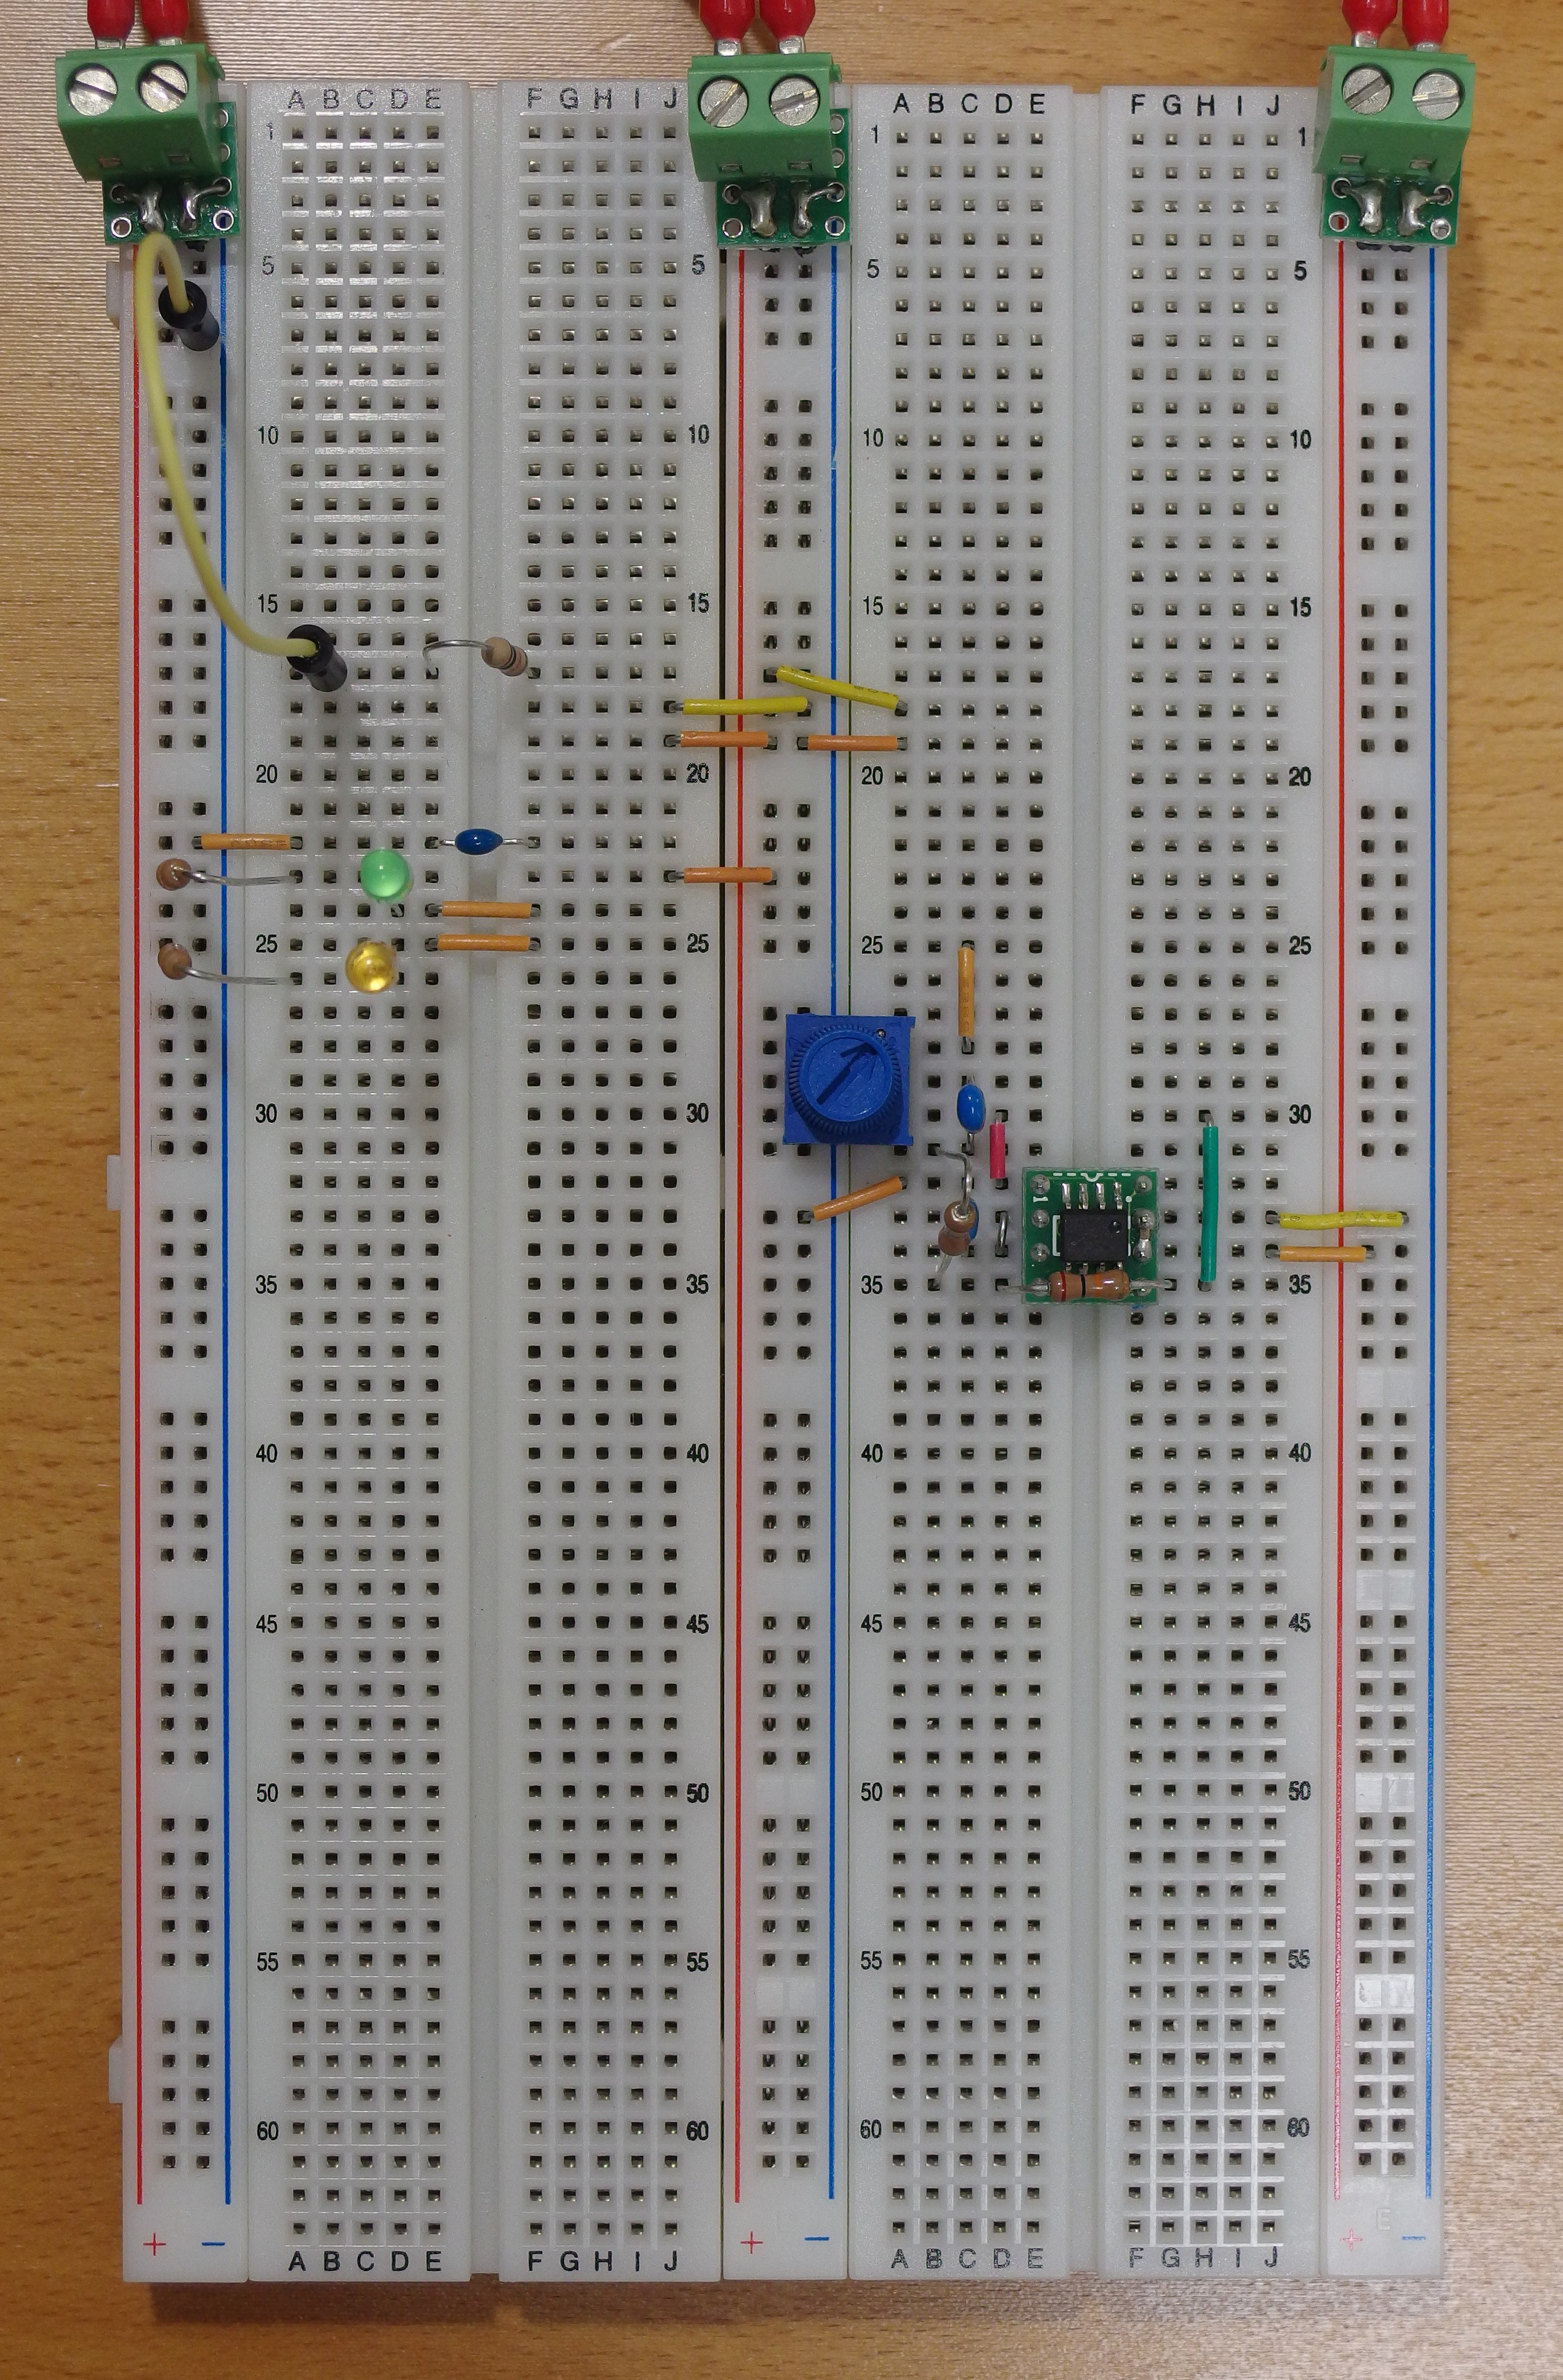 A B C D E F G H I J A B C D E F G H I J
1 1 1
5 5 5 5
10 10 10 10
15 15 15 15
20 20 20 20
25 25 25 25
30 30 30 30
1
35 35 35 35
40 40 40 40
45 45 45 45
50 50 50 50
55 55 55 55
60 60 60 60
+ − + − + −
A B C D E F G H I J A B C D E F G H I J